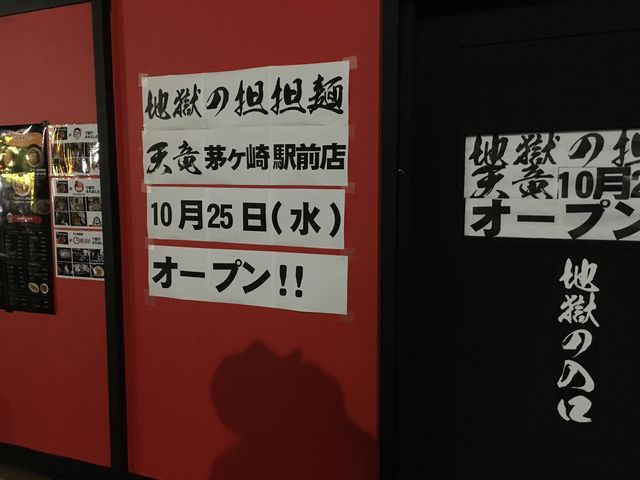 地獄の担担麺
天竜 茅ヶ崎駅前店
10月25日(水)
オープン!!
地獄の担
天竜 10月2
オープン
地獄の入口